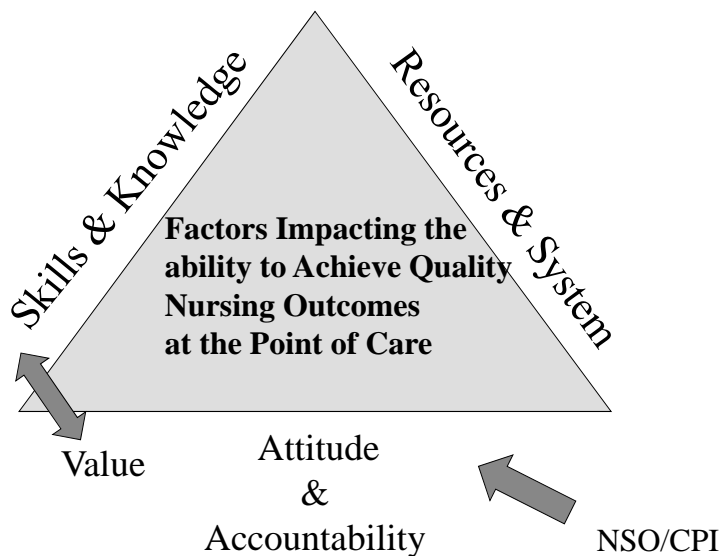 Skills & Knowledge
Resources & System
Factors Impacting the
ability to Achieve Quality
Nursing Outcomes
at the Point of Care
Value
Attitude
&
Accountability
NSO/CPI